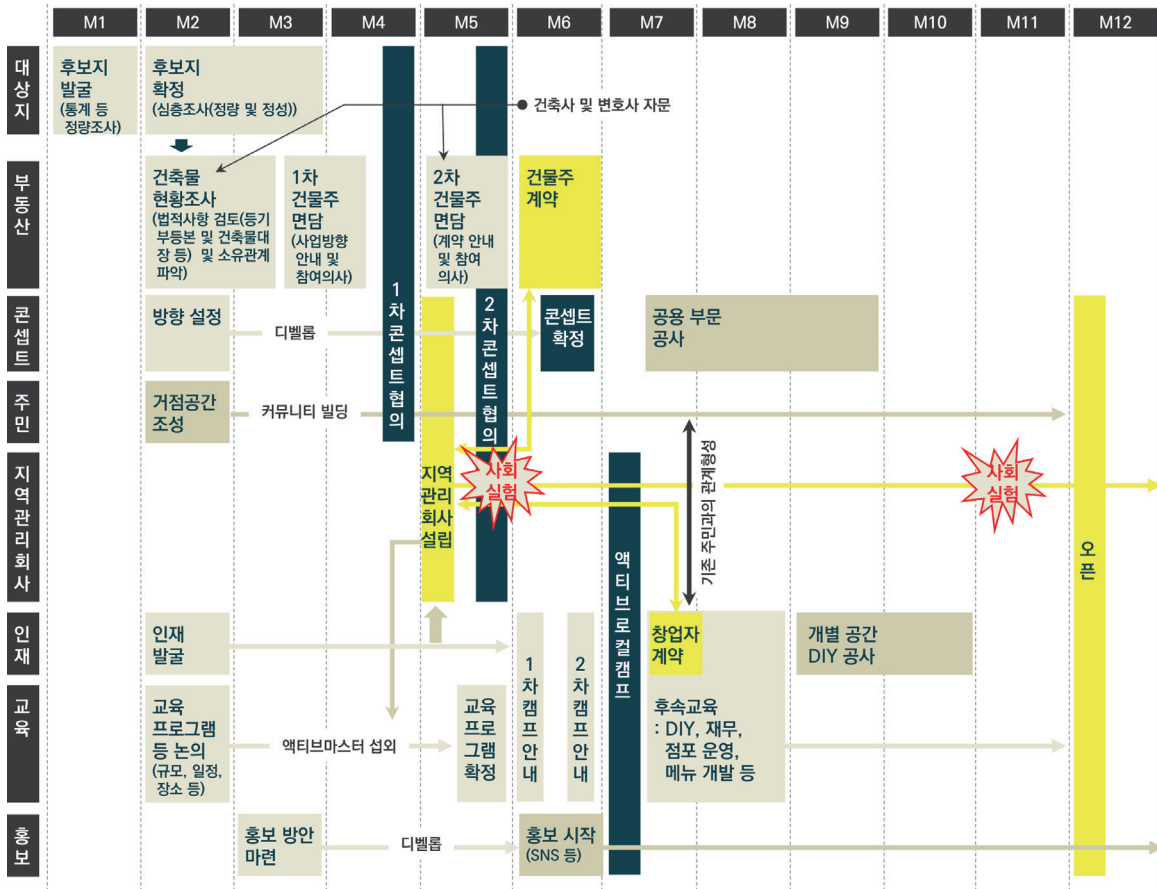 M1
M2
M3
M4
M5
M6
M7
M8
M9
M10
M11
M12
대상지
후보지
발굴
(통계 등
정량조사)
후보지
확정
(심층조사(정량 및 정성))
건축사 및 변호사 자문
부동산
건축물
현황조사
(법적사항 검토(등기
부등본 및 건축물대
장 등) 및 소유관계
파악)
1차
건물주
면담
(사업방향
안내 및
참여의사)
2차
건물주
면담
(계약 안내
및 참여
의사)
건물주
계약
1차콘셉트협의
2차콘셉트협의
콘셉트
방향 설정
디벨롭
콘셉트
확정
공용 부문
공사
주민
거점공간
조성
커뮤니티 빌딩
지역관리회사
지역
관리
회사
설립
사회
실험
기존 주민과의 관계형성
사회
실험
오픈
액티브로컬캠프
인재
인재
발굴
1차캠프안내
2차캠프안내
창업자
계약
개별 공간
DIY 공사
교육
교육
프로그램
등 논의
(규모, 일정,
장소 등)
액티브마스터 섭외
교육
프로
그램
확정
후속교육
: DIY, 재무,
점포 운영,
메뉴 개발 등
홍보
홍보 방안
마련
디벨롭
홍보 시작
(SNS 등)